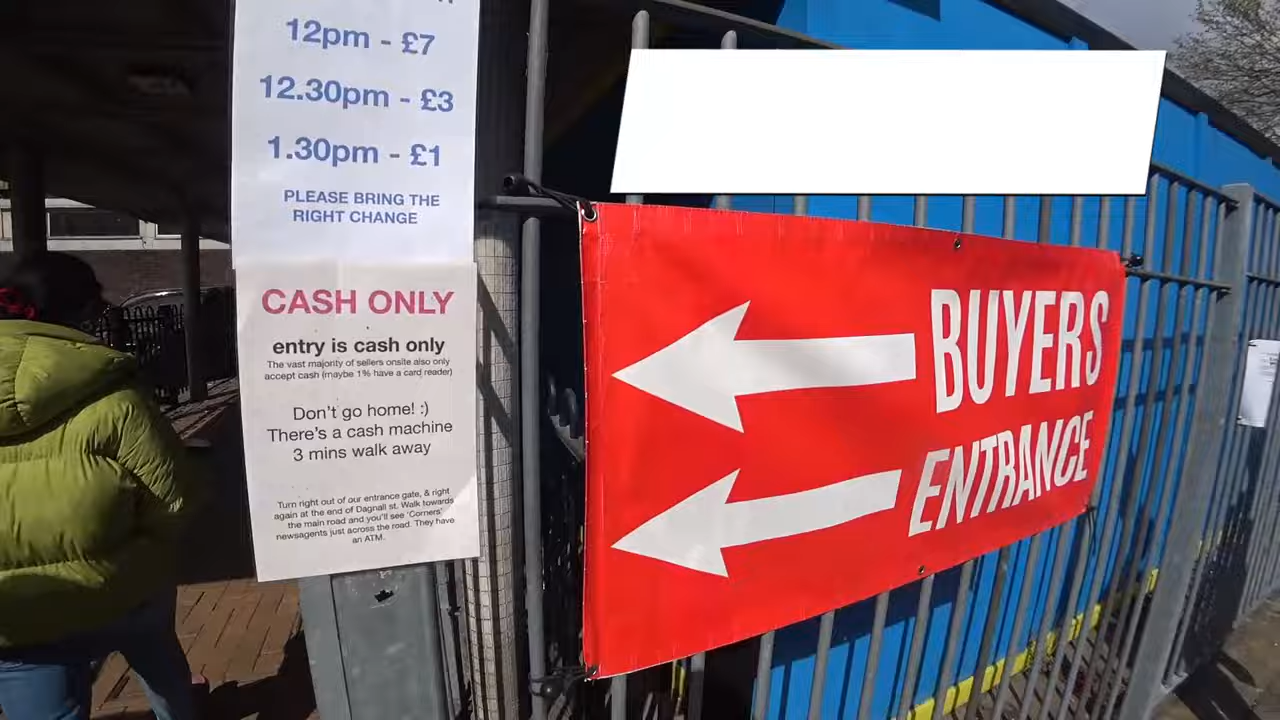 12pm - £7
12.30pm - £3
1.30pm - £1
PLEASE BRING THE
RIGHT CHANGE
CASH ONLY
entry is cash only
The vast majority of sellers onsite also only
accept cash (maybe 1% have a card reader)
Don't go home! :)
There's a cash machine
3 mins walk away
Turn right out of our entrance gate, & right
again at the end of Dagnall st. Walk towards
the main road and you'll see 'Corners'
newsagents just across the road. They have
an ATM.
BUYERS
ENTRANCE